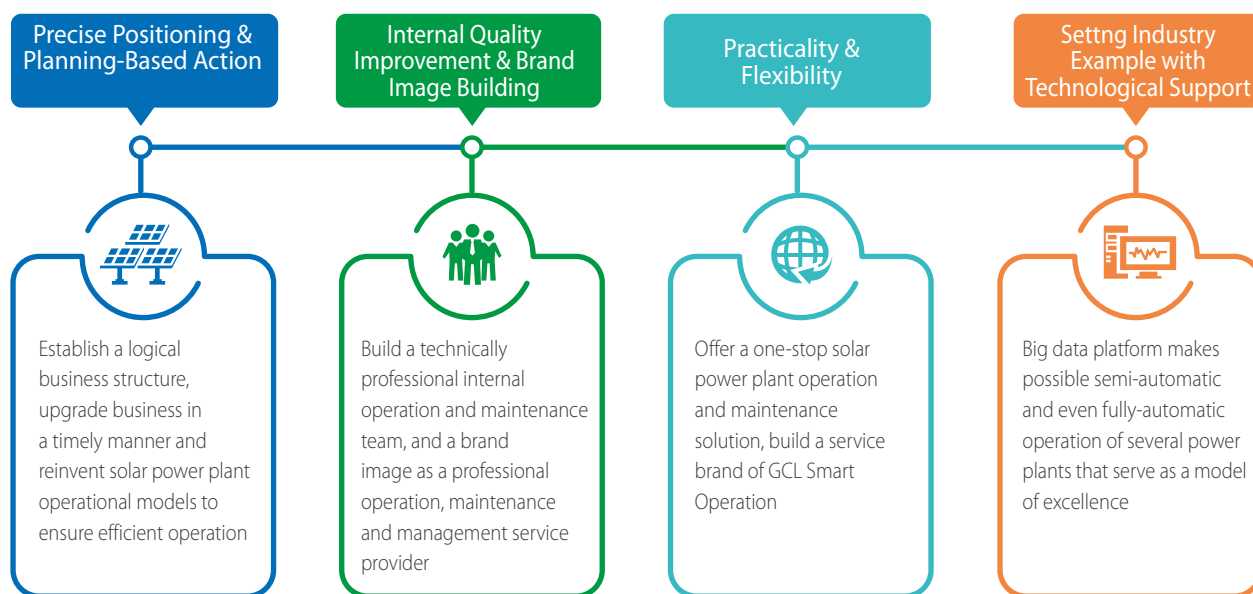 Precise Positioning &
Planning-Based Action
Internal Quality
Improvement & Brand
Image Building
Practicality &
Flexibility
Settng Industry
Example with
Technological Support
Establish a logical
business structure,
upgrade business in
a timely manner and
reinvent solar power plant
operational models to
ensure efficient operation
Build a technically
professional internal
operation and maintenance
team, and a brand
image as a professional
operation, maintenance
and management service
provider
Offer a one-stop solar
power plant operation
and maintenance
solution, build a service
brand of GCL Smart
Operation
Big data platform makes
possible semi-automatic
and even fully-automatic
operation of several power
plants that serve as a model
of excellence